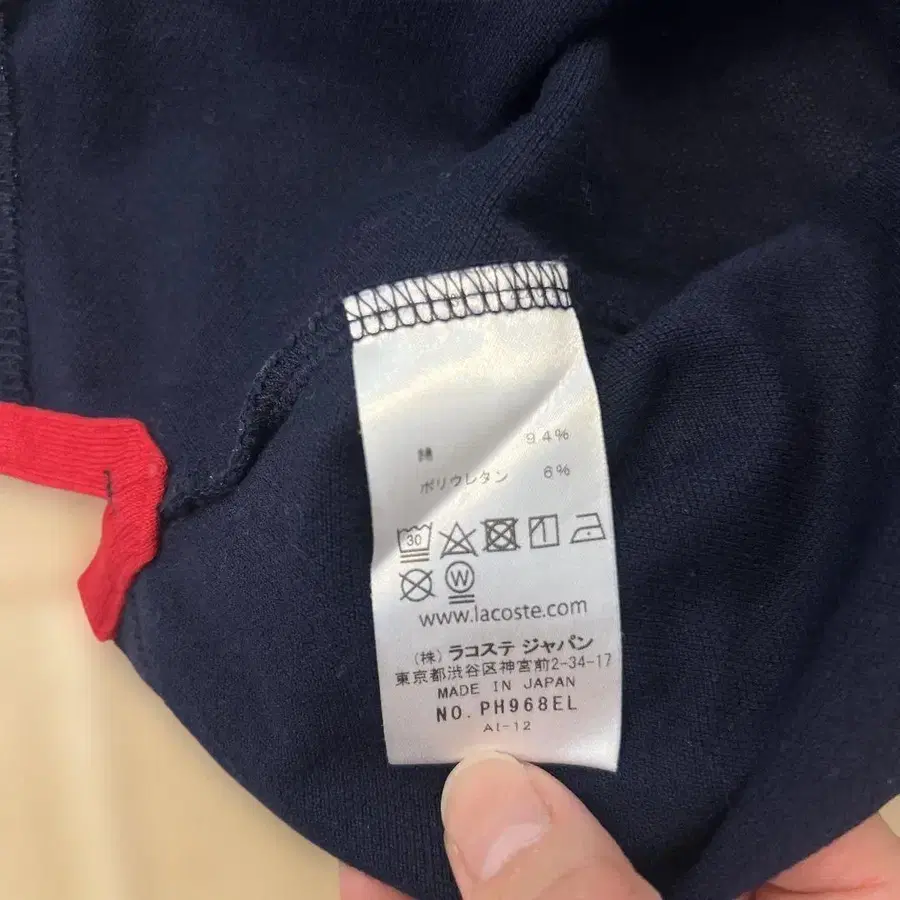 綿 94%
ポリウレタン 6%
30
W
www.lacoste.com
(株) ラコステ ジャパン
東京都渋谷区神宮前2-34-17
MADE IN JAPAN
NO. PH968EL
AI-12